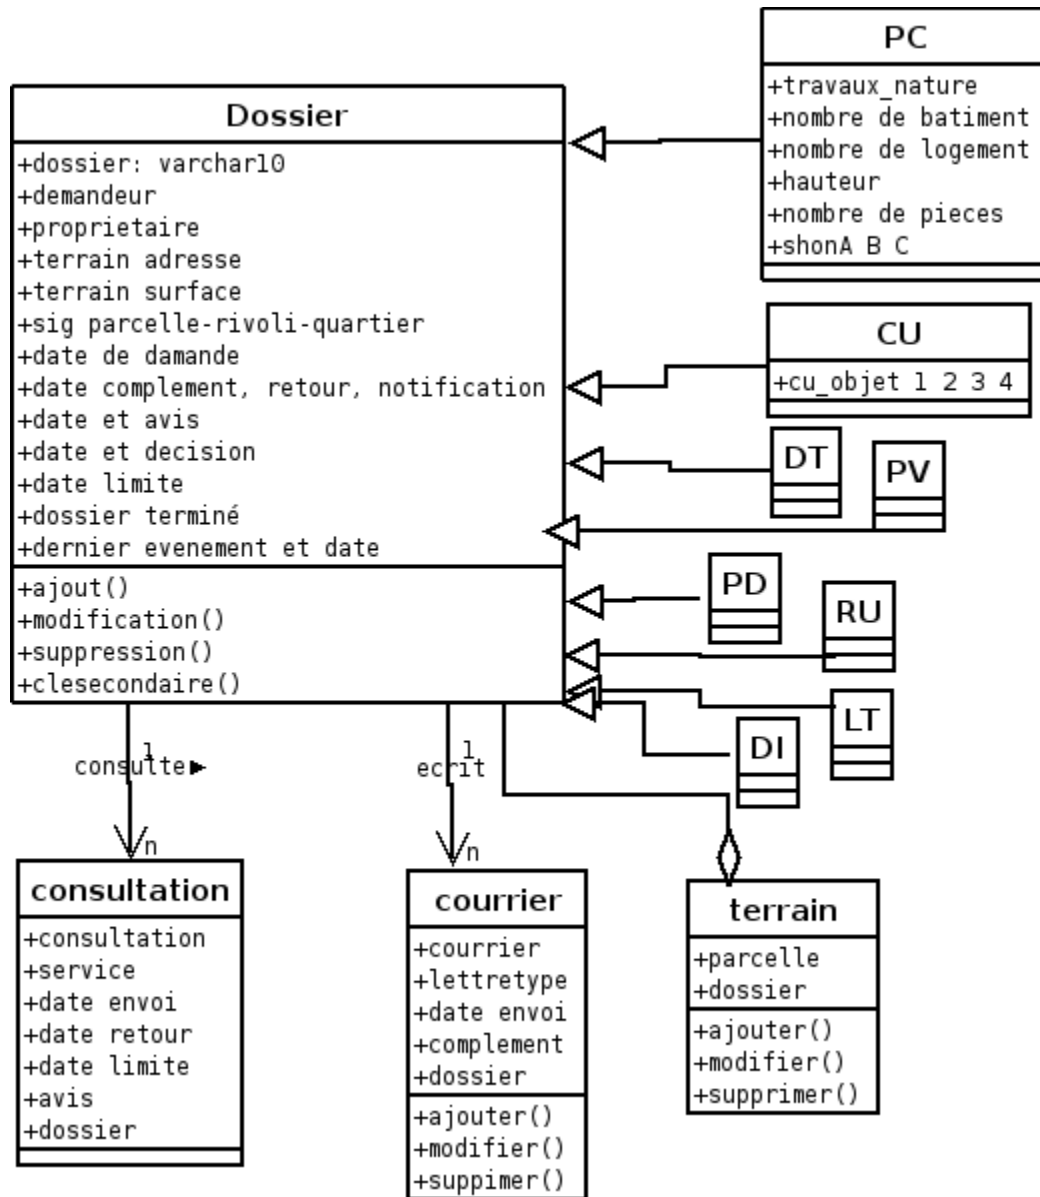 PC
+travaux_nature
+nombre de batiment
+nombre de logement
+hauteur
+nombre de pieces
+shonA B C
Dossier
+dossier: varchar10
+demandeur
+proprietaire
+terrain adresse
+terrain surface
+sig parcelle-rivoli-quartier
+date de damande
+date complement, retour, notification
+date et avis
+date et decision
+date limite
+dossier terminé
+dernier evenement et date
+ajout()
+modification()
+suppression()
+clesecondaire()
CU
+cu_objet 1 2 3 4
DT
PV
PD
RU
LT
DI
1
consulte▶
n
1
ecrit
n
consultation
+consultation
+service
+date envoi
+date retour
+date limite
+avis
+dossier
courrier
+courrier
+lettretype
+date envoi
+complement
+dossier
+ajouter()
+modifier()
+suppimer()
terrain
+parcelle
+dossier
+ajouter()
+modifier()
+supprimer()